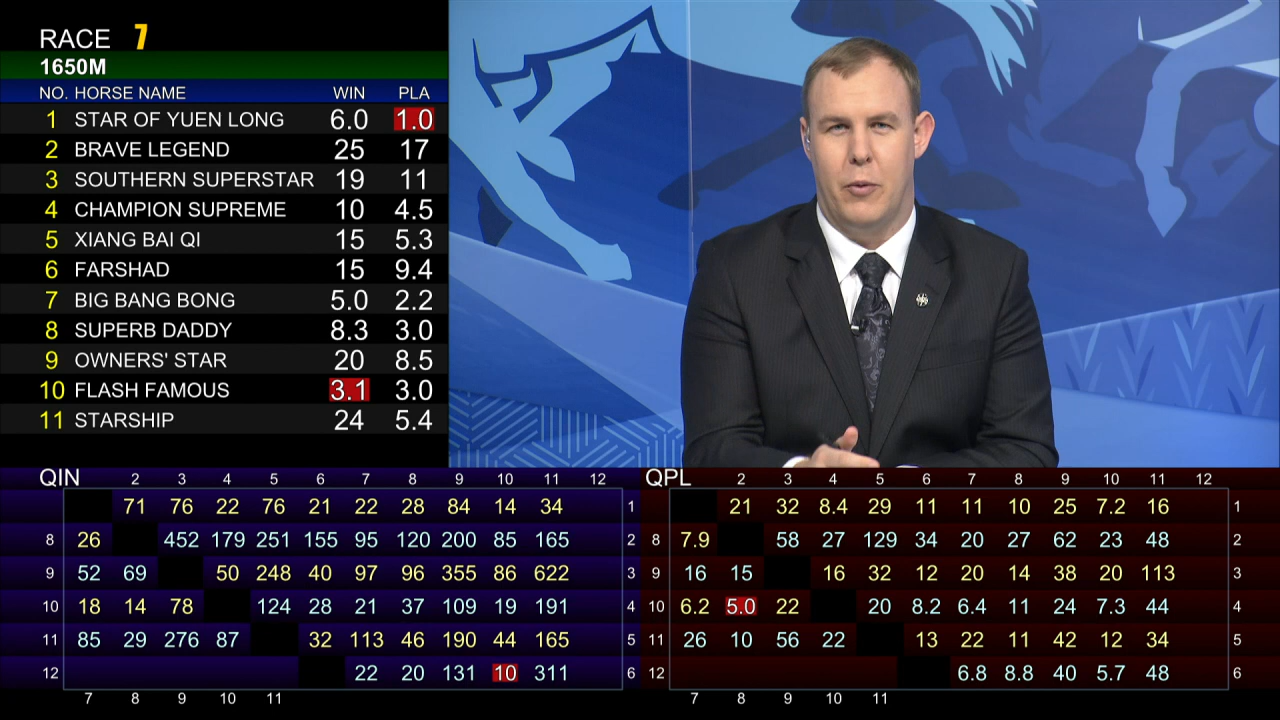 RACE 7
1650M
NO. HORSE NAME WIN PLA
1 STAR OF YUEN LONG 6.0 1.0
2 BRAVE LEGEND 25 17
3 SOUTHERN SUPERSTAR 19 11
4 CHAMPION SUPREME 10 4.5
5 XIANG BAI QI 15 5.3
6 FARSHAD 15 9.4
7 BIG BANG BONG 5.0 2.2
8 SUPERB DADDY 8.3 3.0
9 OWNERS' STAR 20 8.5
10 FLASH FAMOUS 3.1 3.0
11 STARSHIP 24 5.4
QIN 2 3 4 5 6 7 8 9 10 11 12
71 76 22 76 21 22 28 84 14 34 1
8 26 452 179 251 155 95 120 200 85 165 2
9 52 69 50 248 40 97 96 355 86 622 3
10 18 14 78 124 28 21 37 109 19 191 4
11 85 29 276 87 32 113 46 190 44 165 5
12 22 20 131 10 311 6
7 8 9 10 11
QPL 2 3 4 5 6 7 8 9 10 11 12
21 32 8.4 29 11 11 10 25 7.2 16 1
8 7.9 58 27 129 34 20 27 62 23 48 2
9 16 15 16 32 12 20 14 38 20 113 3
10 6.2 5.0 22 20 8.2 6.4 11 24 7.3 44 4
11 26 10 56 22 13 22 11 42 12 34 5
12 6.8 8.8 40 5.7 48 6
7 8 9 10 11